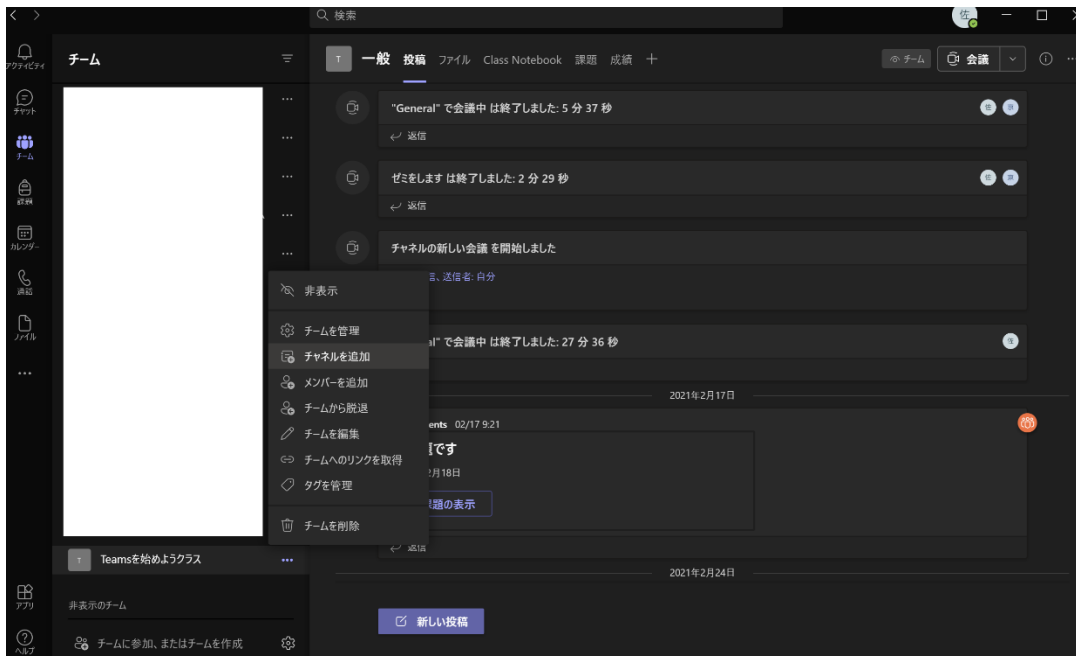 検索
佐
アクティビティ
チャット
チーム
課題
カレンダー
通話
ファイル
アプリ
ヘルプ
チーム
T
Teamsを始めようクラス
非表示のチーム
チームに参加、またはチームを作成
非表示
チームを管理
チャネルを追加
メンバーを追加
チームから脱退
チームを編集
チームへのリンクを取得
タグを管理
チームを削除
T 一般 投稿 ファイル Class Notebook 課題 成績
チーム 会議
"General" で会議中 は終了しました: 5 分 37 秒
返信
ゼミをします は終了しました: 2 分 29 秒
返信
チャネルの新しい会議 を開始しました
信、送信者: 自分
al" で会議中 は終了しました: 27 分 36 秒
2021年2月17日
ents 02/17 9:21
題です
2月18日
課題の表示
返信
2021年2月24日
新しい投稿